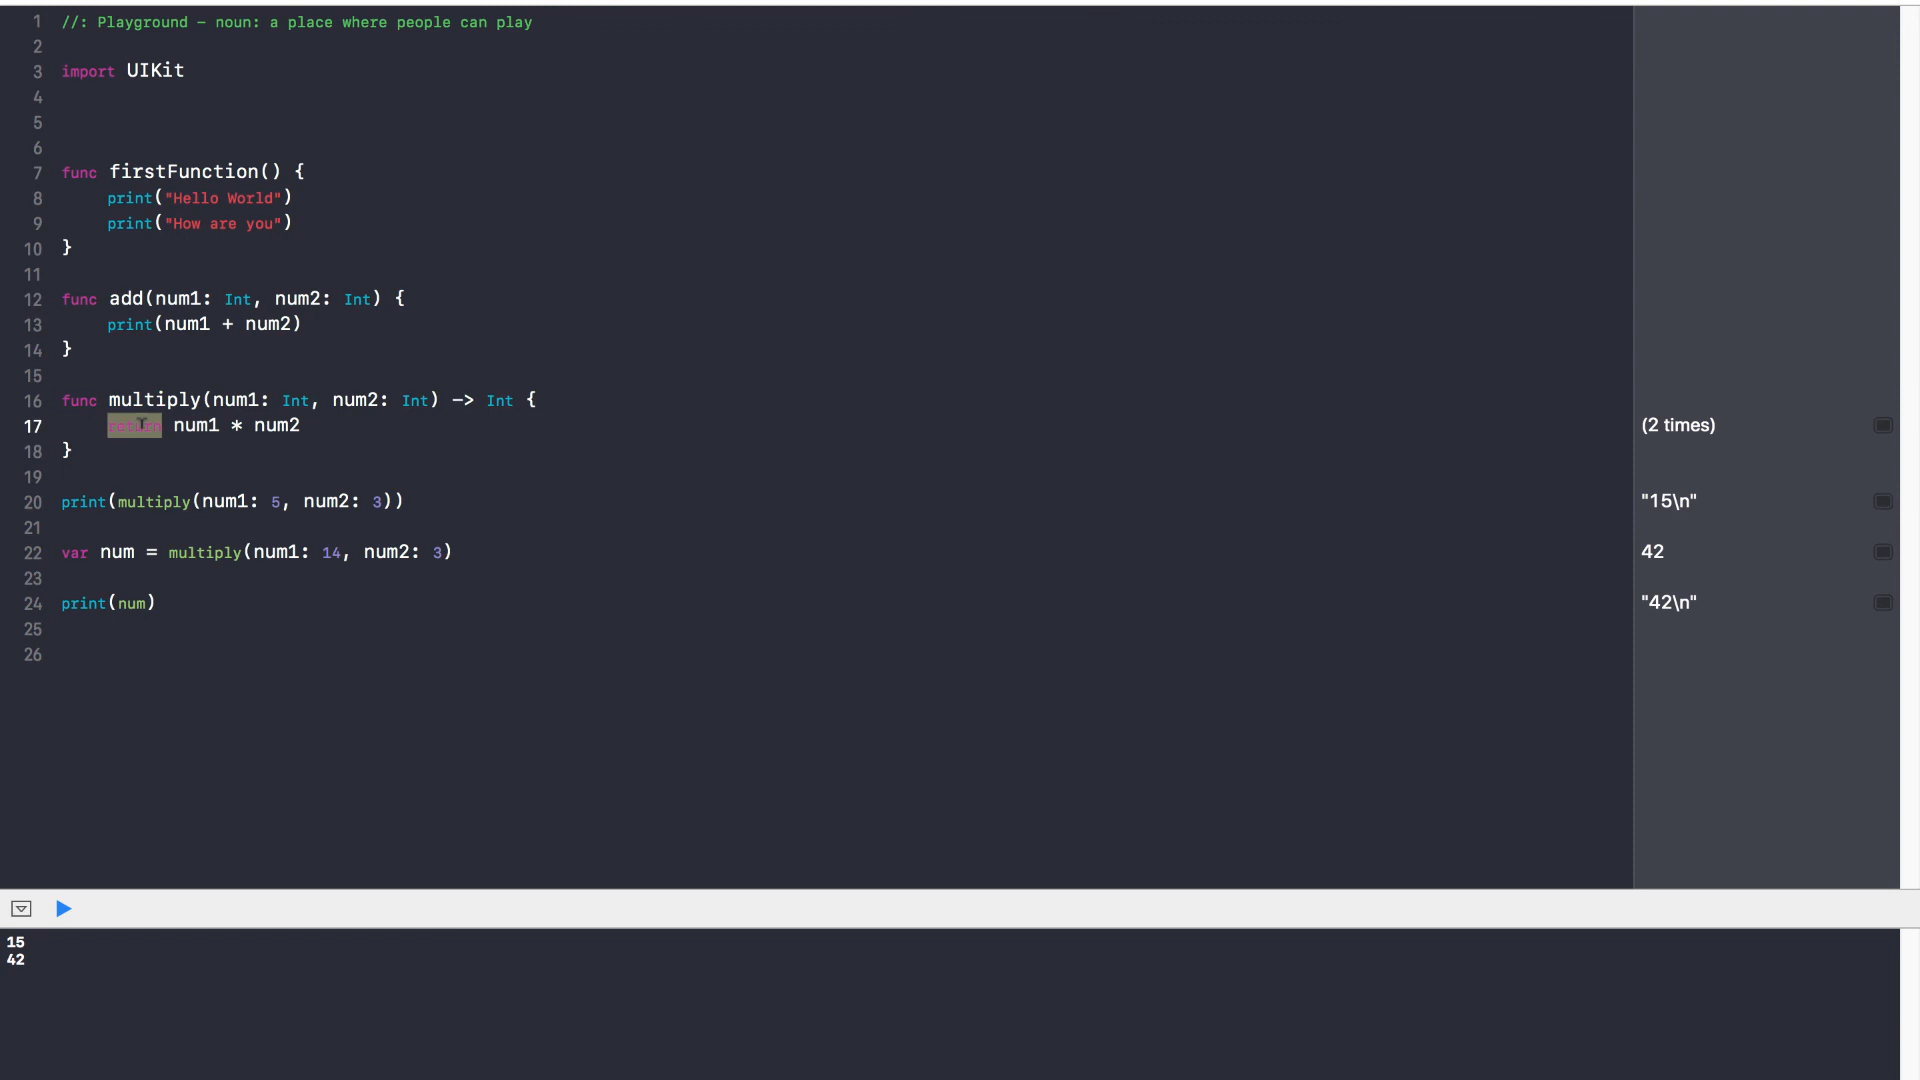 1 //: Playground - noun: a place where people can play
2
3 import UIKit
4
5
6
7 func firstFunction() {
8 print("Hello World")
9 print("How are you")
10 }
11
12 func add(num1: Int, num2: Int) {
13 print(num1 + num2)
14 }
15
16 func multiply(num1: Int, num2: Int) -> Int {
17 return num1 * num2 (2 times)
18 }
19
20 print(multiply(num1: 5, num2: 3)) "15\n"
21
22 var num = multiply(num1: 14, num2: 3) 42
23
24 print(num) "42\n"
25
26
15
42